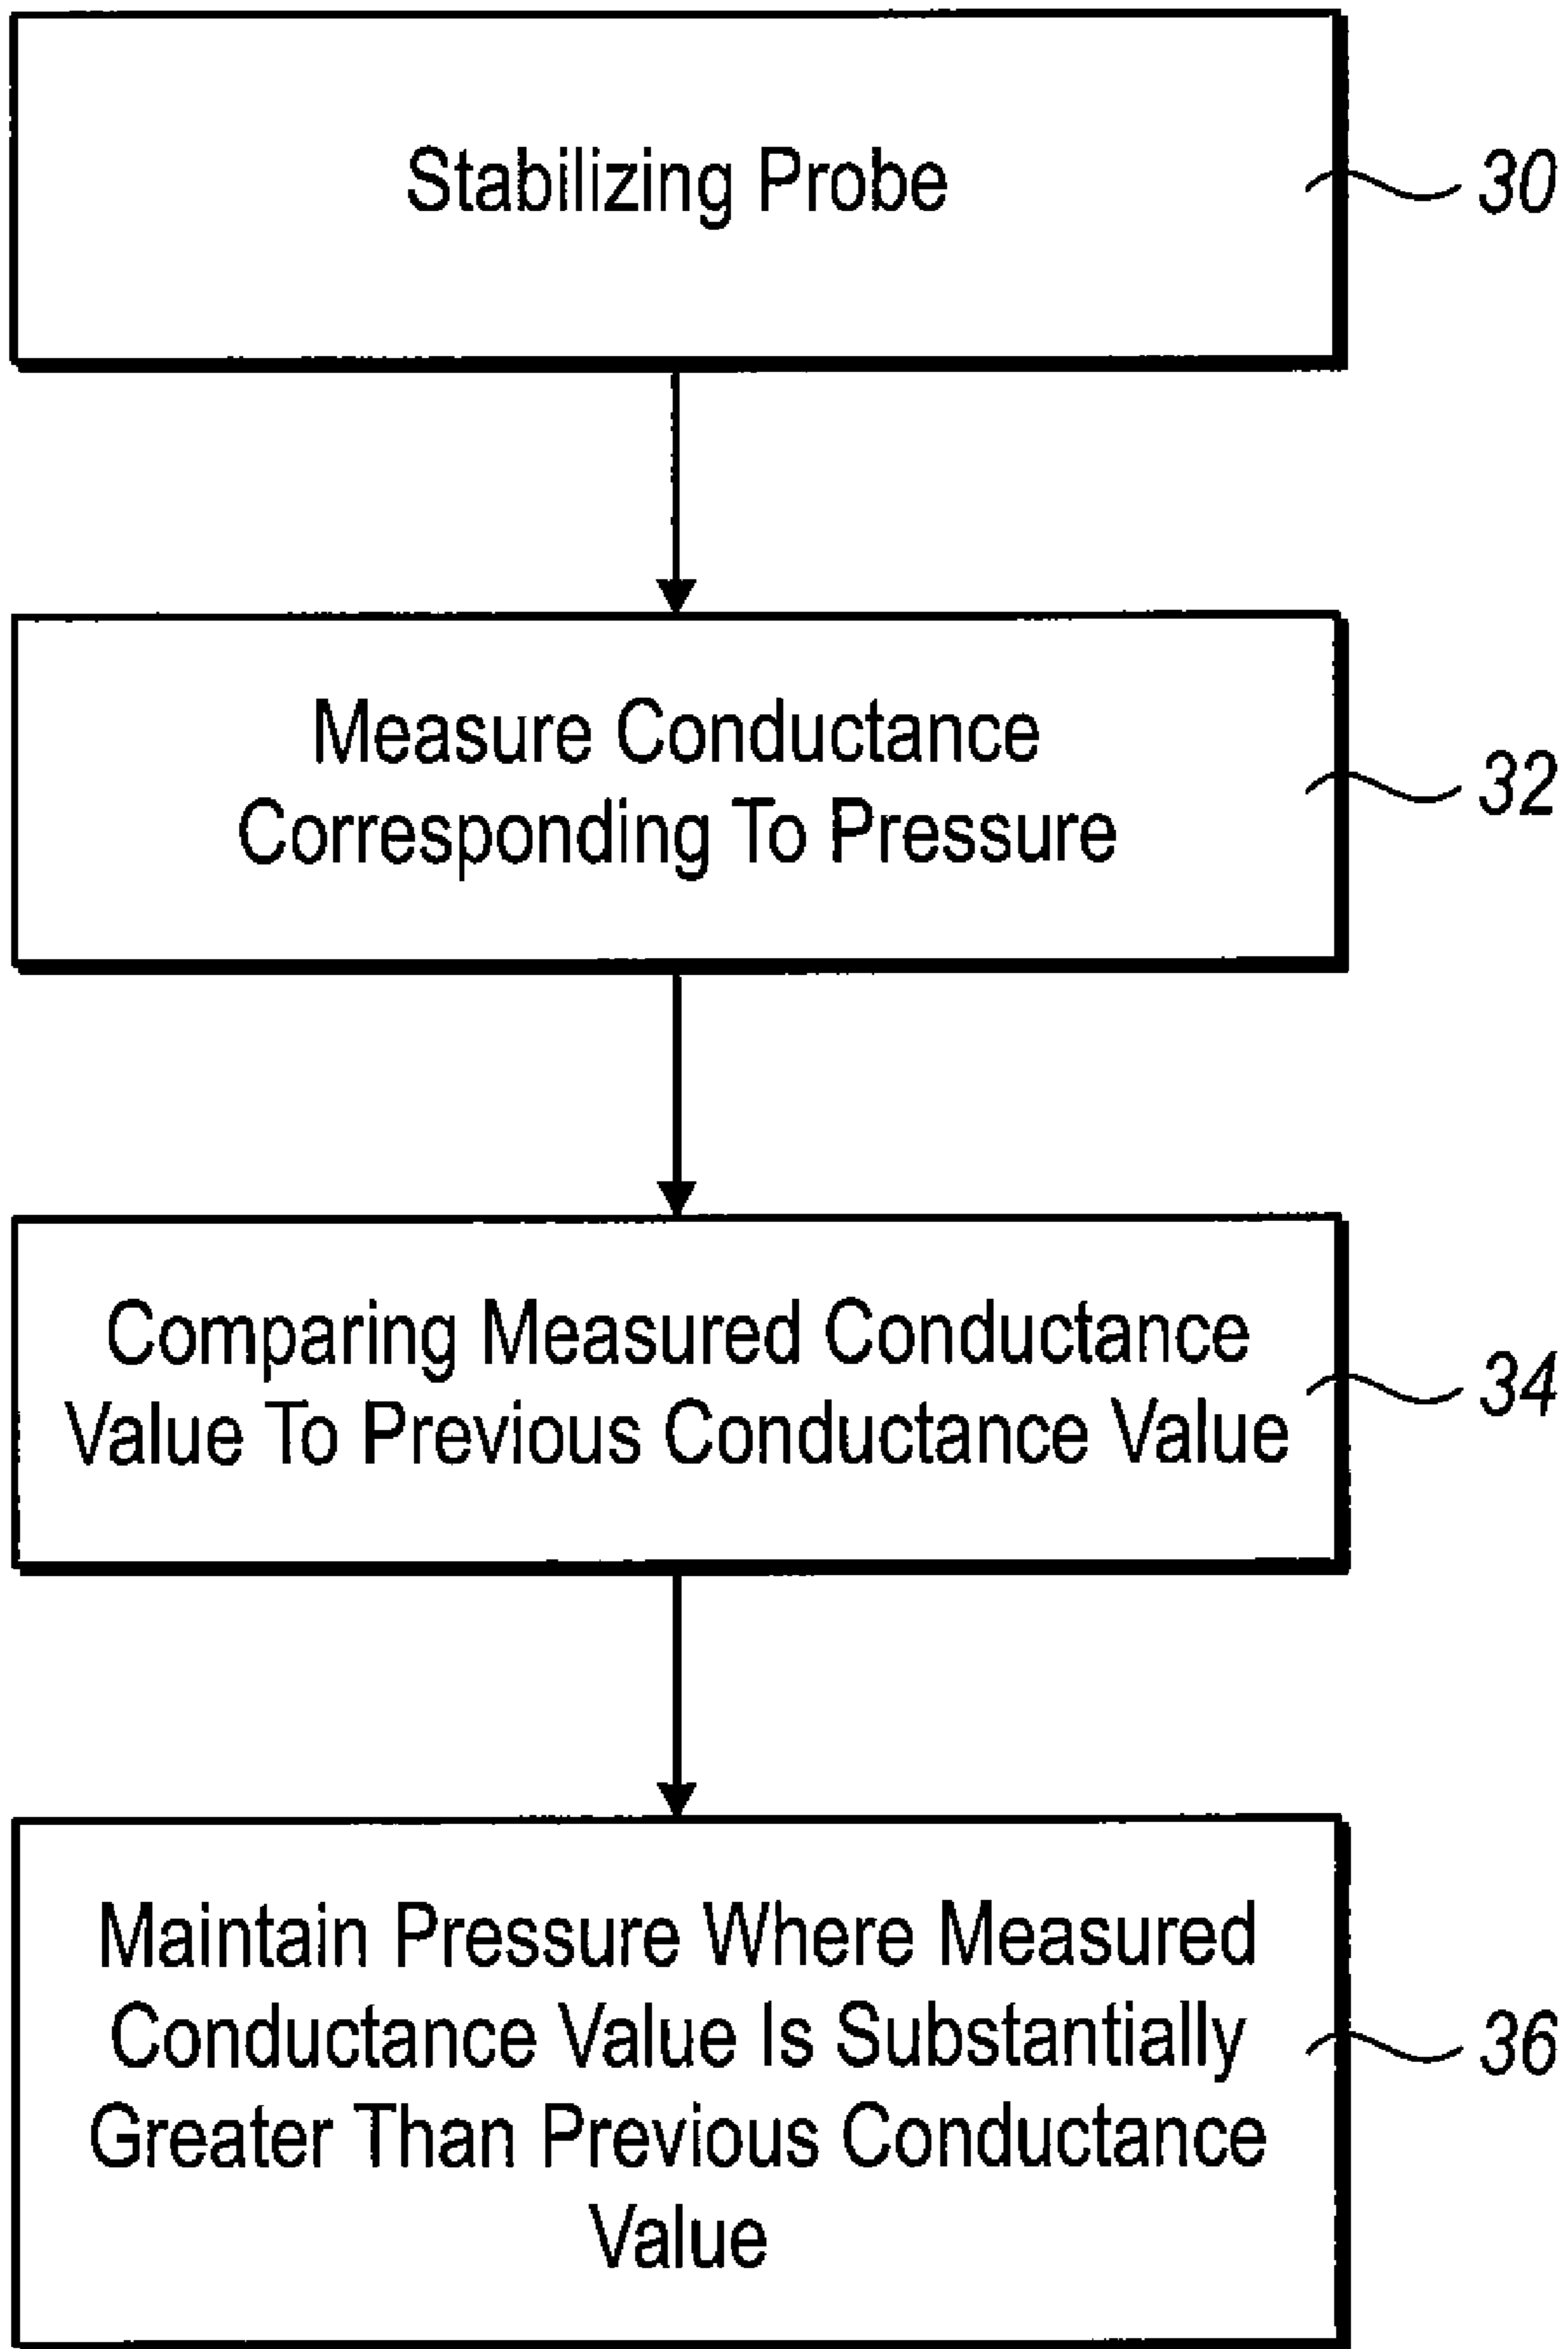 Stabilizing Probe
30
Measure Conductance
Corresponding To Pressure
32
Comparing Measured Conductance
Value To Previous Conductance Value
34
Maintain Pressure Where Measured
Conductance Value Is Substantially
Greater Than Previous Conductance
Value
36